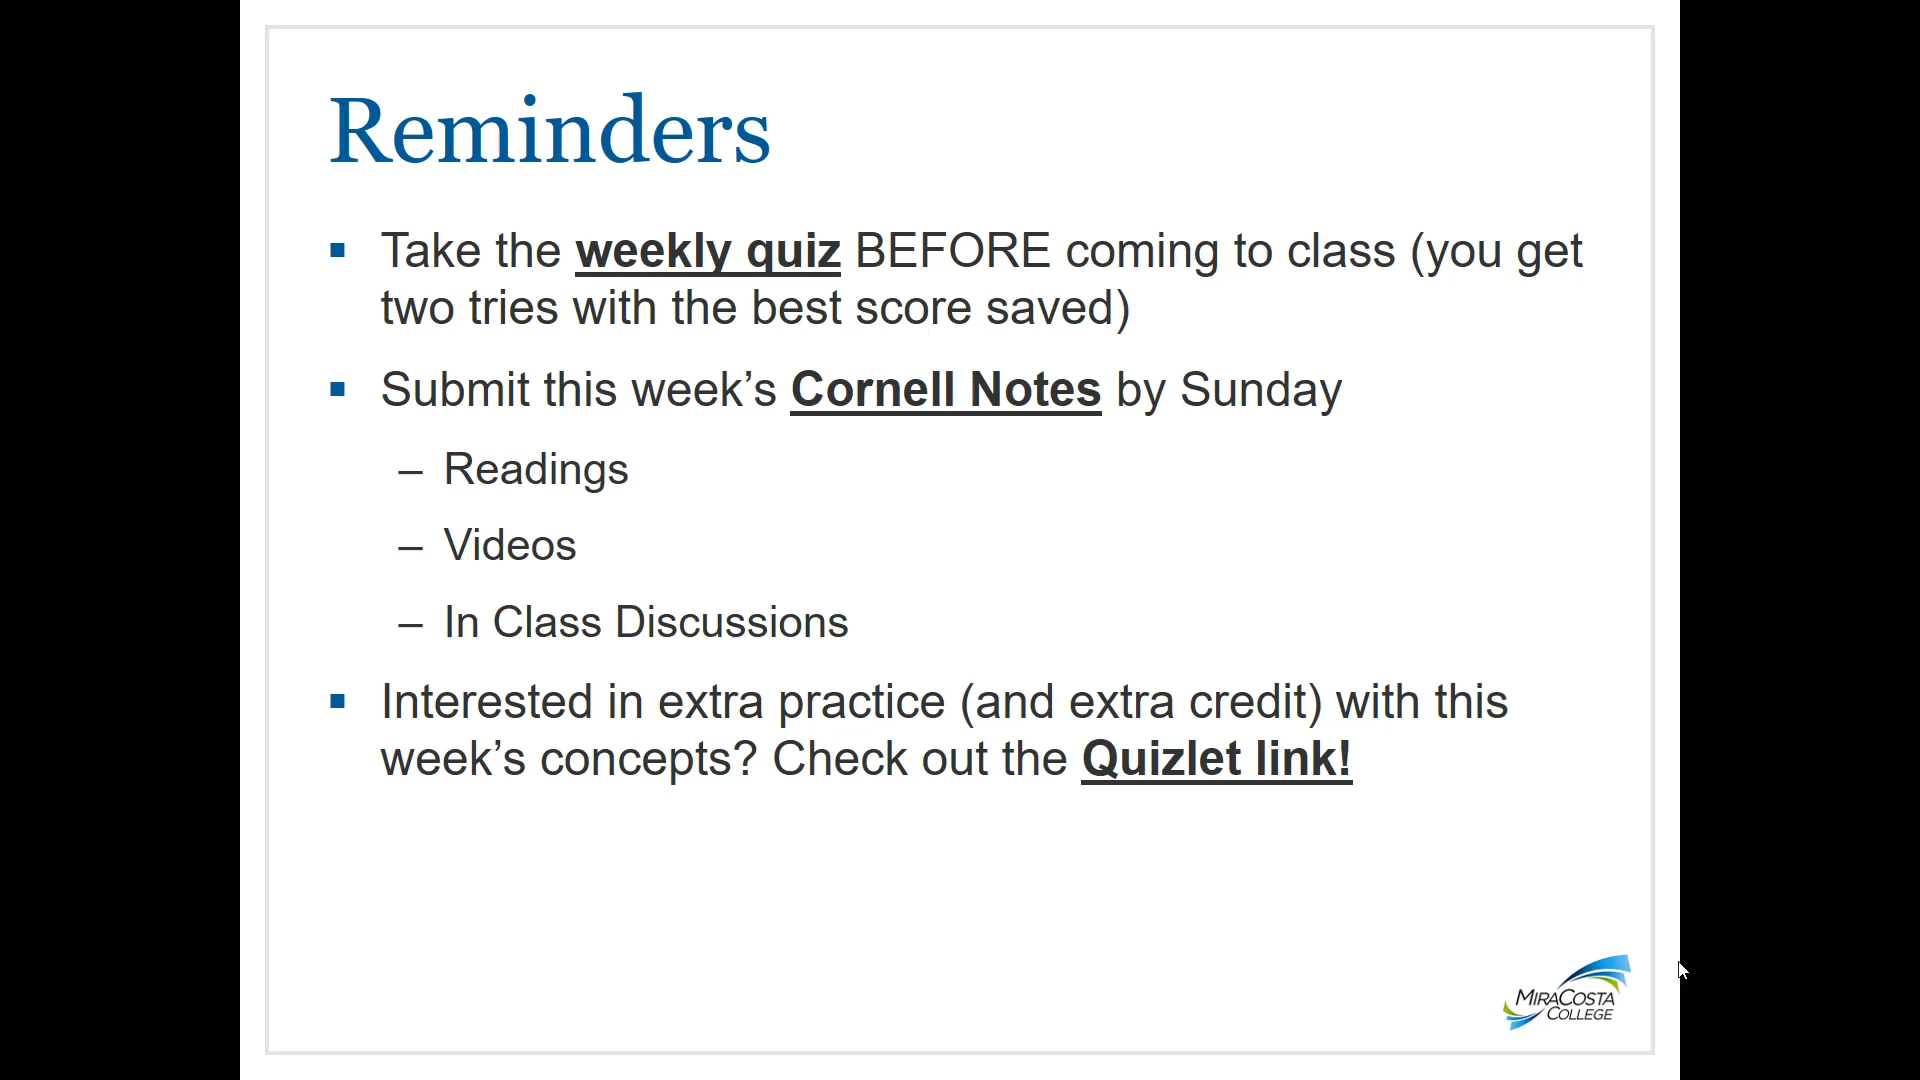 Reminders
▪ Take the weekly quiz BEFORE coming to class (you get
two tries with the best score saved)
▪ Submit this week’s Cornell Notes by Sunday
– Readings
– Videos
– In Class Discussions
▪ Interested in extra practice (and extra credit) with this
week’s concepts? Check out the Quizlet link!
MIRACOSTA
COLLEGE